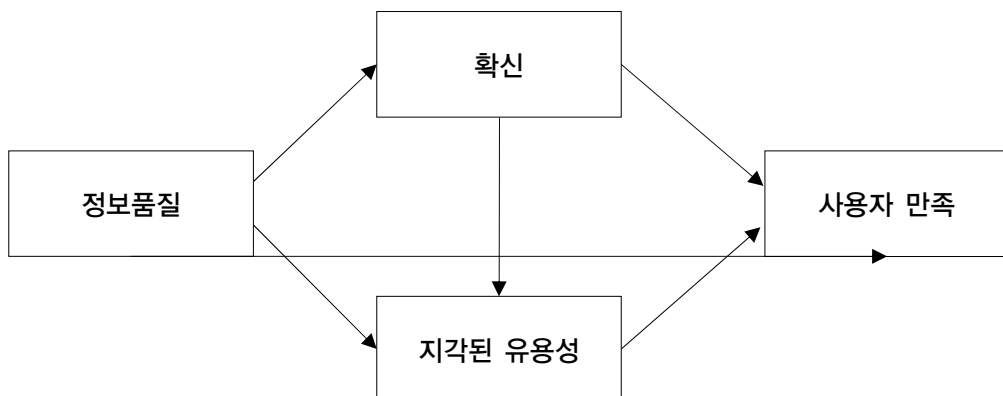 확신
정보품질
사용자 만족
지각된 유용성